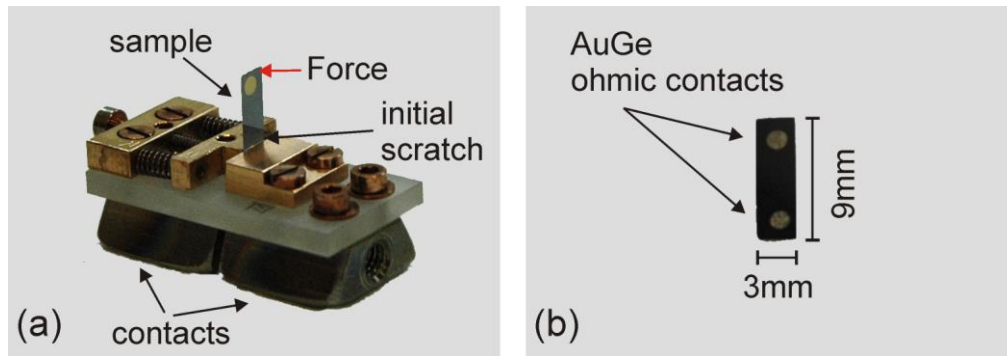 sample
Force
initial
scratch
contacts
(a)
AuGe
ohmic contacts
9mm
3mm
(b)